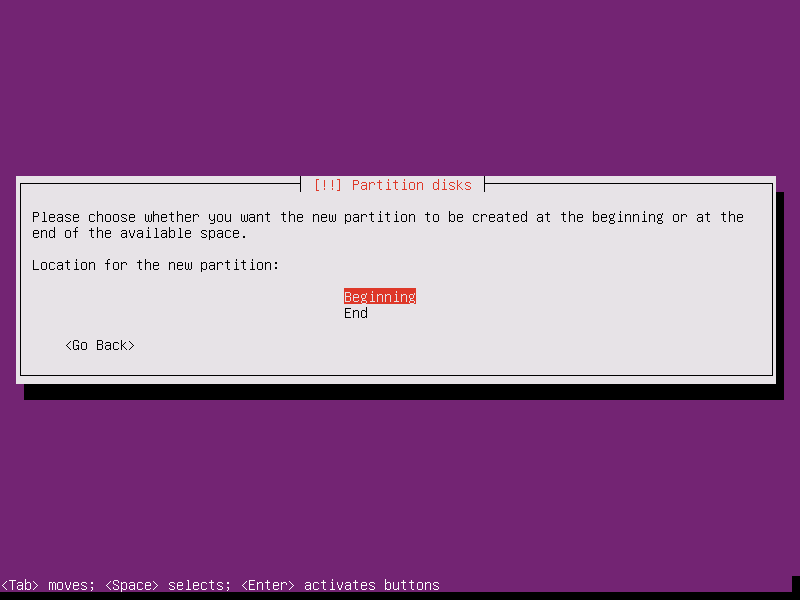 [!!] Partition disks
Please choose whether you want the new partition to be created at the beginning or at the
end of the available space.
Location for the new partition:
Beginning
End
<Go Back>
<Tab> moves; <Space> selects; <Enter> activates buttons